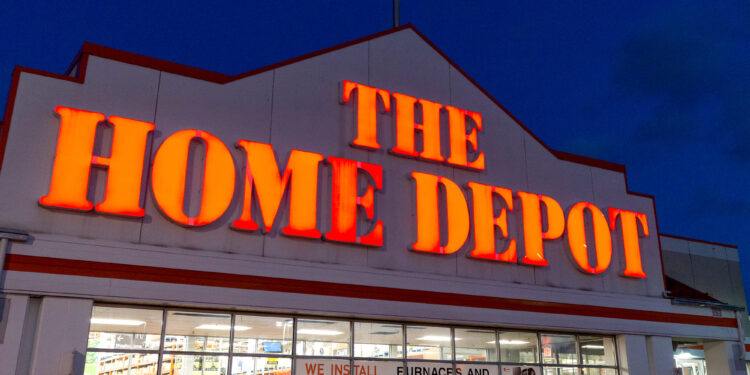 THE
HOME DEPOT
WE INSTALL FURNACES AND